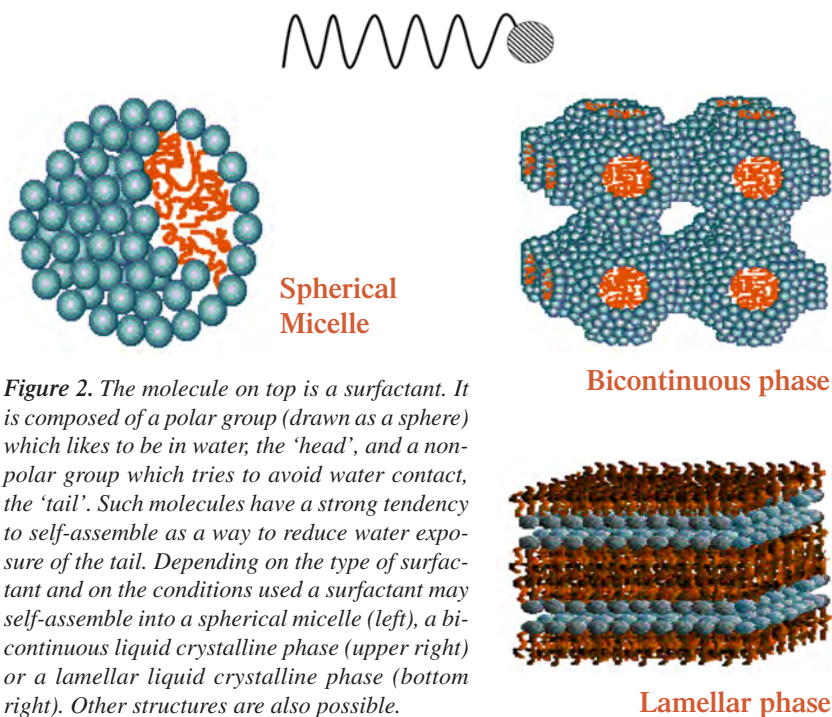 Spherical
Micelle
Bicontinuous phase
Figure 2. The molecule on top is a surfactant. It
is composed of a polar group (drawn as a sphere)
which likes to be in water, the ‘head’, and a non-
polar group which tries to avoid water contact,
the ‘tail’. Such molecules have a strong tendency
to self-assemble as a way to reduce water expo-
sure of the tail. Depending on the type of surfac-
tant and on the conditions used a surfactant may
self-assemble into a spherical micelle (left), a bi-
continuous liquid crystalline phase (upper right)
or a lamellar liquid crystalline phase (bottom
right). Other structures are also possible.
Lamellar phase